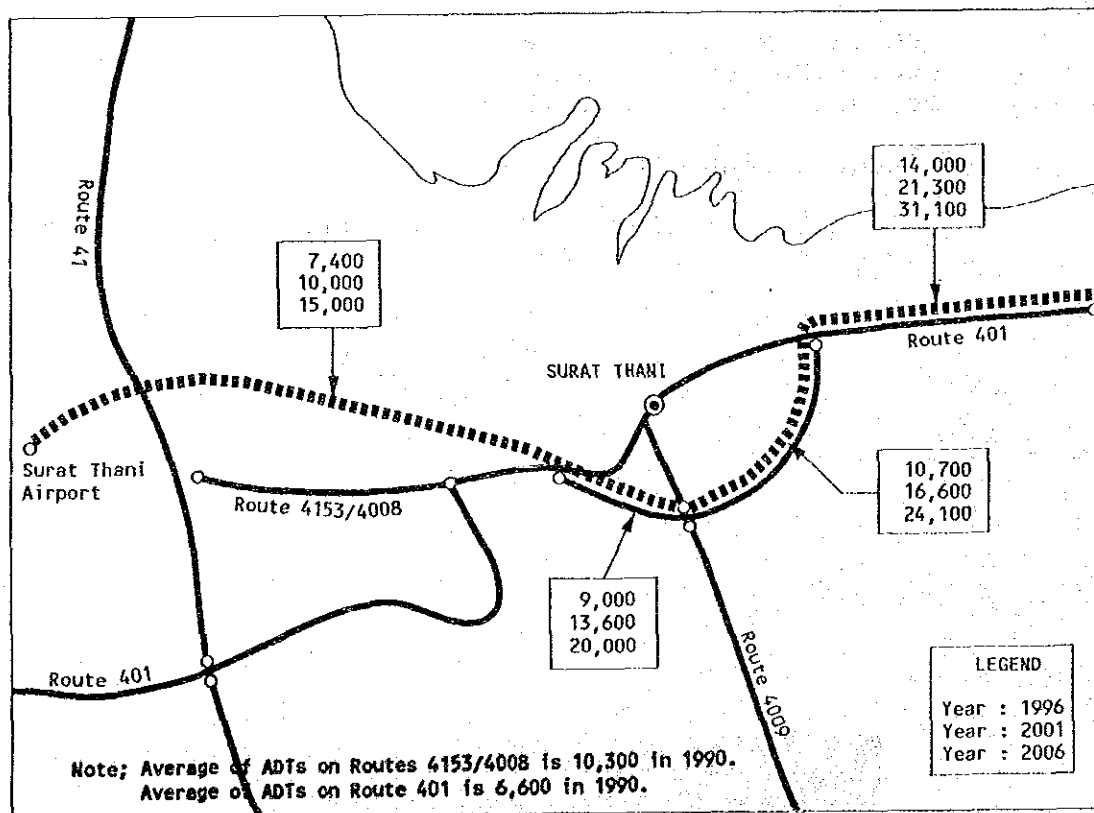 Route 41
14,000
21,300
31,100
7,400
10,000
15,000
Route 401
SURAT THANI
Surat Thani
Airport
Route 4153/4008
10,700
16,600
24,100
9,000
13,600
20,000
Route 401
Route 4009
LEGEND
Year : 1996
Year : 2001
Year : 2006
Note; Average of ADTs on Routes 4153/4008 is 10,300 in 1990.
Average of ADTs on Route 401 is 6,600 in 1990.